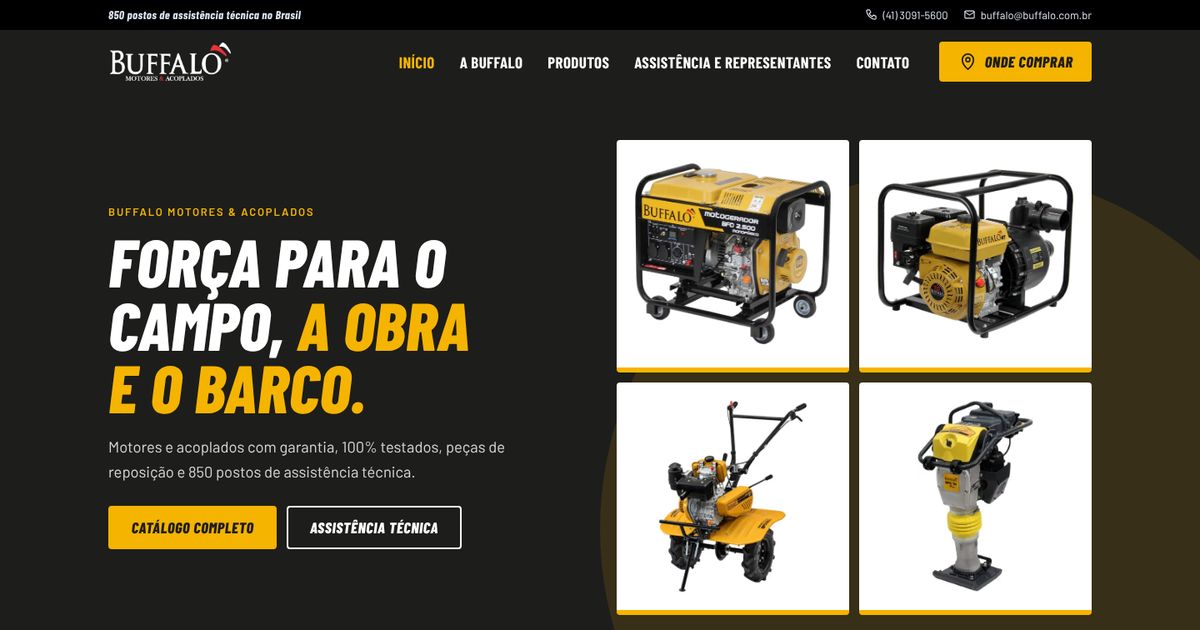 850 postos de assistência técnica no Brasil
(41) 3091-5600
buffalo@buffalo.com.br
BUFFALO
MOTORES & ACOPLADOS
INÍCIO
A BUFFALO
PRODUTOS
ASSISTÊNCIA E REPRESENTANTES
CONTATO
ONDE COMPRAR
BUFFALO MOTORES & ACOPLADOS
FORÇA PARA O
CAMPO, A OBRA
E O BARCO.
Motores e acoplados com garantia, 100% testados, peças de
reposição e 850 postos de assistência técnica.
CATÁLOGO COMPLETO
ASSISTÊNCIA TÉCNICA
BUFFALO
MOTOGERADOR
BFD 2.500
BUFFALO